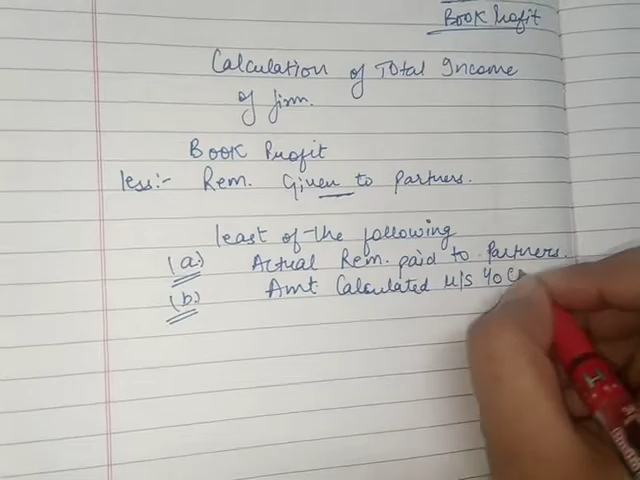 Book Profit
Calculation of Total Income
of firm.
Book Profit
less:- Rem. Given to Partners.
least of the following
(a) Actual Rem. paid to Partners.
(b) Amt Calculated u/s 40